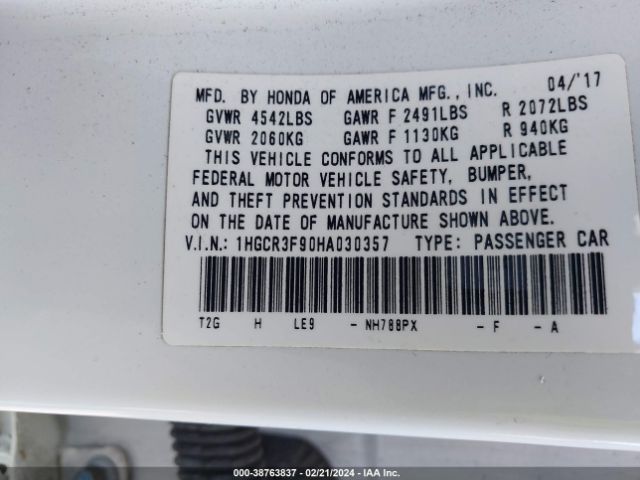 MFD. BY HONDA OF AMERICA MFG., INC. 04/'17
GVWR 4542LBS GAWR F 2491LBS R 2072LBS
GVWR 2060KG GAWR F 1130KG R 940KG
THIS VEHICLE CONFORMS TO ALL APPLICABLE
FEDERAL MOTOR VEHICLE SAFETY, BUMPER,
AND THEFT PREVENTION STANDARDS IN EFFECT
ON THE DATE OF MANUFACTURE SHOWN ABOVE.
V.I.N.: 1HGCR3F90HA030357 TYPE: PASSENGER CAR
T2G H LE9 - NH788PX - F - A
000-38763837 - 02/21/2024 - IAA Inc.